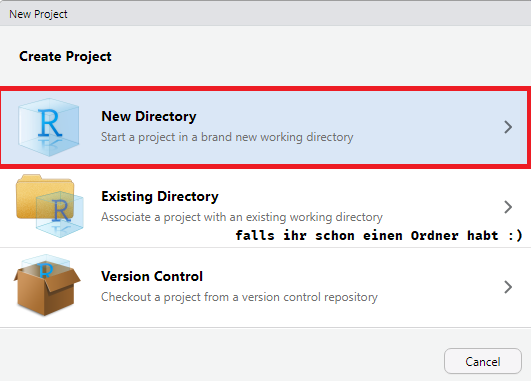 New Project
Create Project
New Directory
Start a project in a brand new working directory
Existing Directory
Associate a project with an existing working directory
falls ihr schon einen Ordner habt :)
Version Control
Checkout a project from a version control repository
Cancel